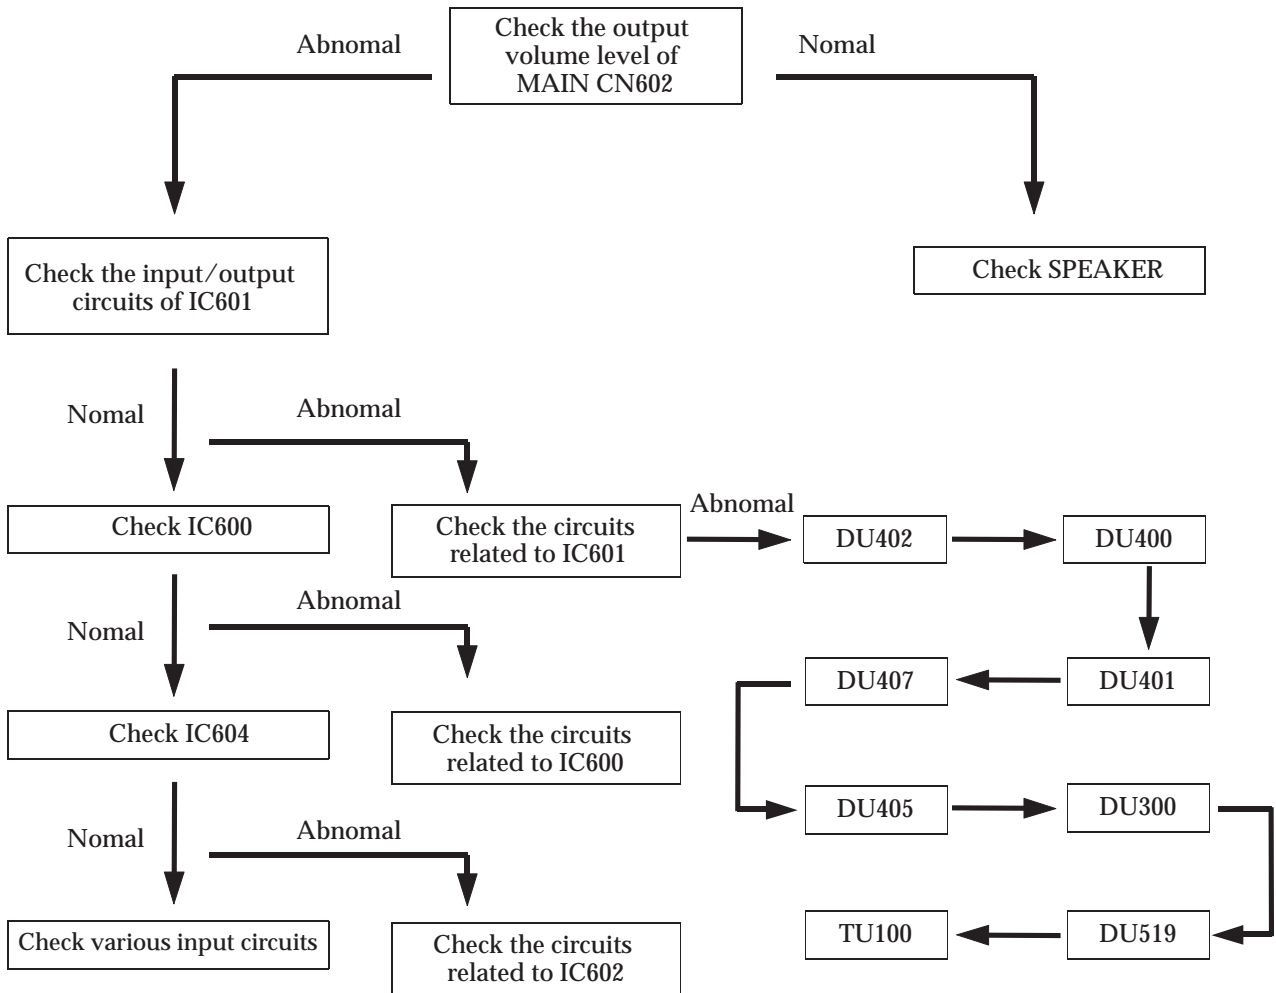 Check the output
volume level of
MAIN CN602
Abnomal
Nomal
Check the input/output
circuits of IC601
Check SPEAKER
Nomal
Abnomal
Check IC600
Check the circuits
related to IC601
Abnomal
DU402
DU400
Nomal
Abnomal
DU407
DU401
Check IC604
Check the circuits
related to IC600
DU405
DU300
Nomal
Abnomal
Check various input circuits
Check the circuits
related to IC602
TU100
DU519